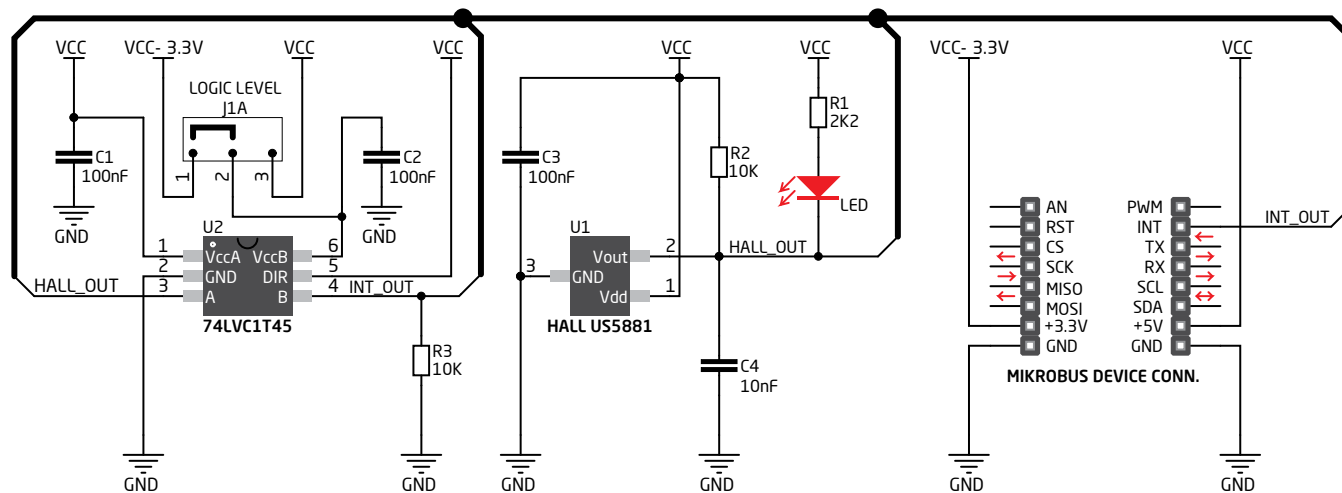 VCC
VCC- 3.3V
VCC
VCC
LOGIC LEVEL
J1A
C1
100nF
1
2
3
C2
100nF
GND
GND
U2
1
2
3
VccA
GND
A
VccB
DIR
B
6
5
4
HALL_OUT
INT_OUT
74LVC1T45
R3
10K
GND
GND
VCC
VCC
R1
2K2
C3
100nF
R2
10K
LED
U1
3
GND
Vout
Vdd
2
1
HALL_OUT
HALL US5881
C4
10nF
GND
GND
VCC- 3.3V
VCC
AN
RST
CS
SCK
MISO
MOSI
+3.3V
GND
PWM
INT
TX
RX
SCL
SDA
+5V
GND
INT_OUT
MIKROBUS DEVICE CONN.
GND
GND